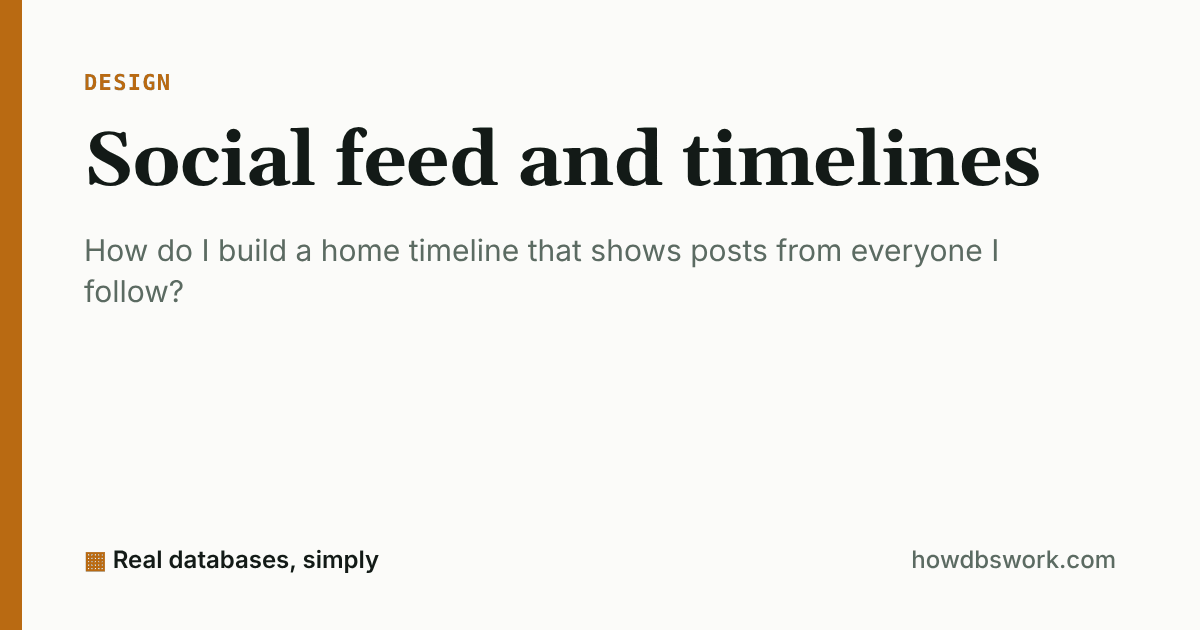 DESIGN
Social feed and timelines
How do I build a home timeline that shows posts from everyone I
follow?
Real databases, simply
howdbswork.com